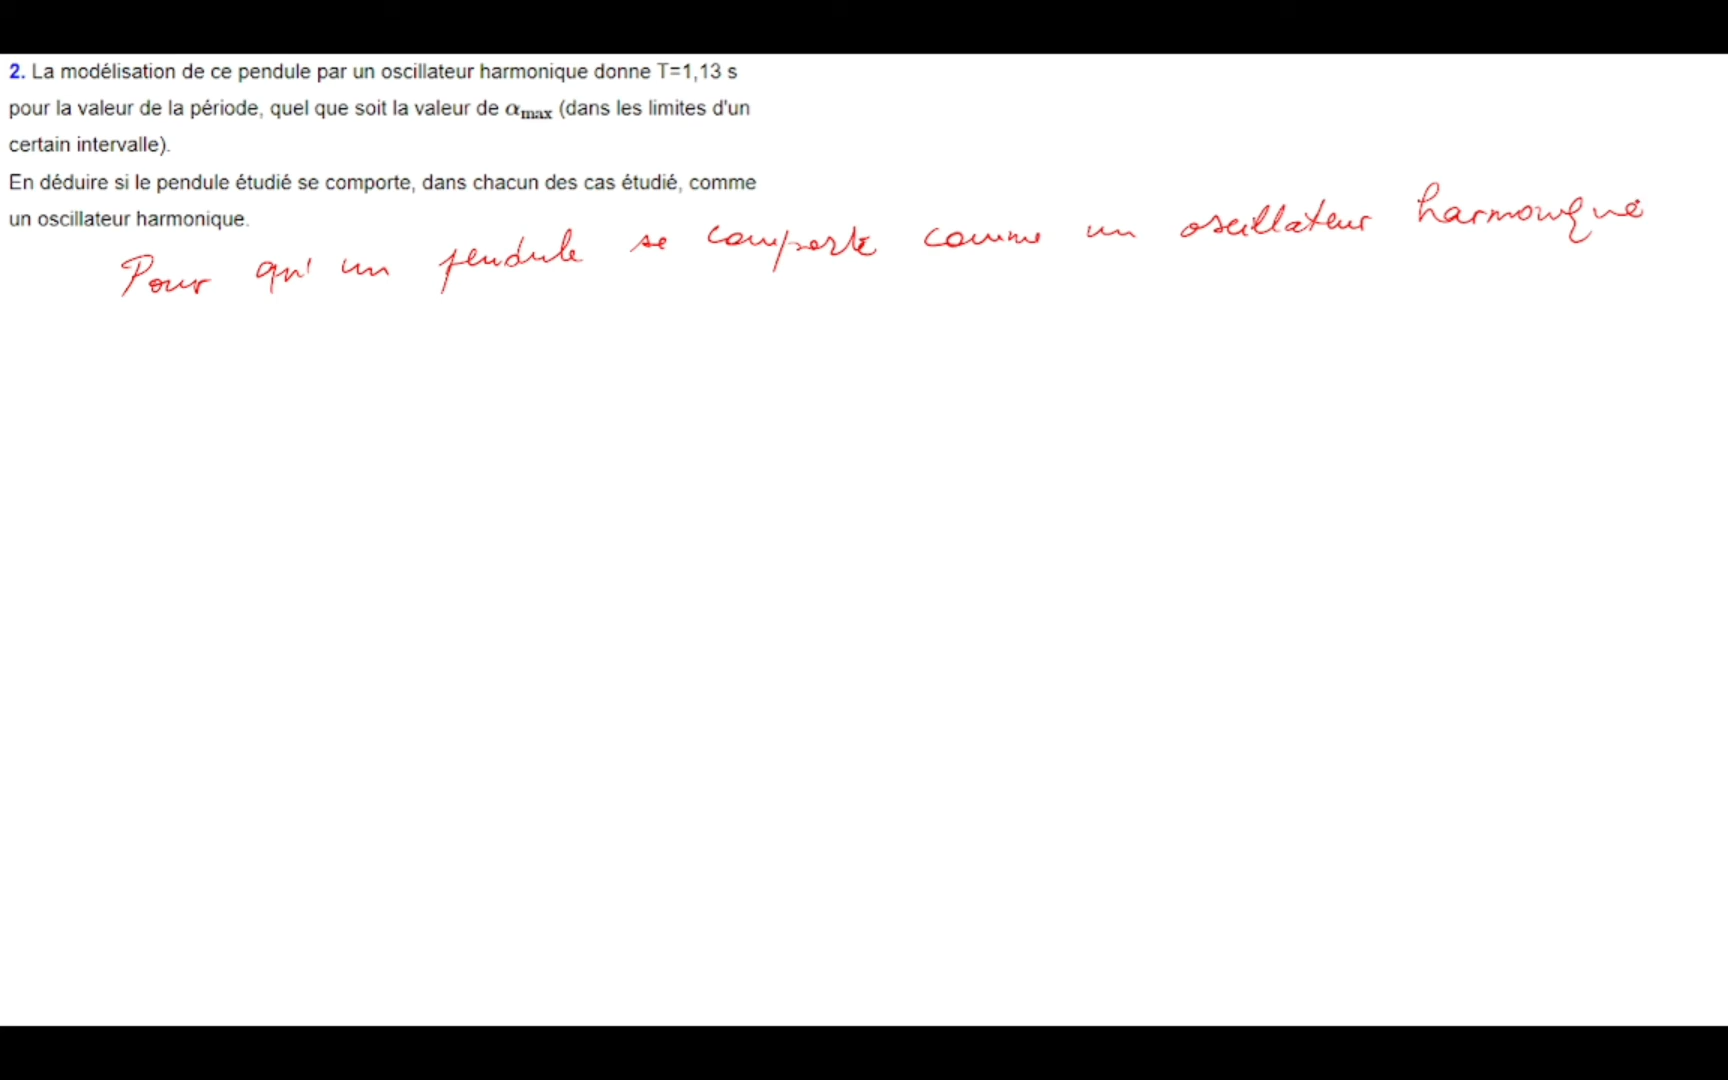 2. La modélisation de ce pendule par un oscillateur harmonique donne T=1,13 s
pour la valeur de la période, quel que soit la valeur de αmax (dans les limites d'un
certain intervalle).
En déduire si le pendule étudié se comporte, dans chacun des cas étudié, comme
un oscillateur harmonique.
Pour qu' un pendule se comporte comme un oscillateur harmonique